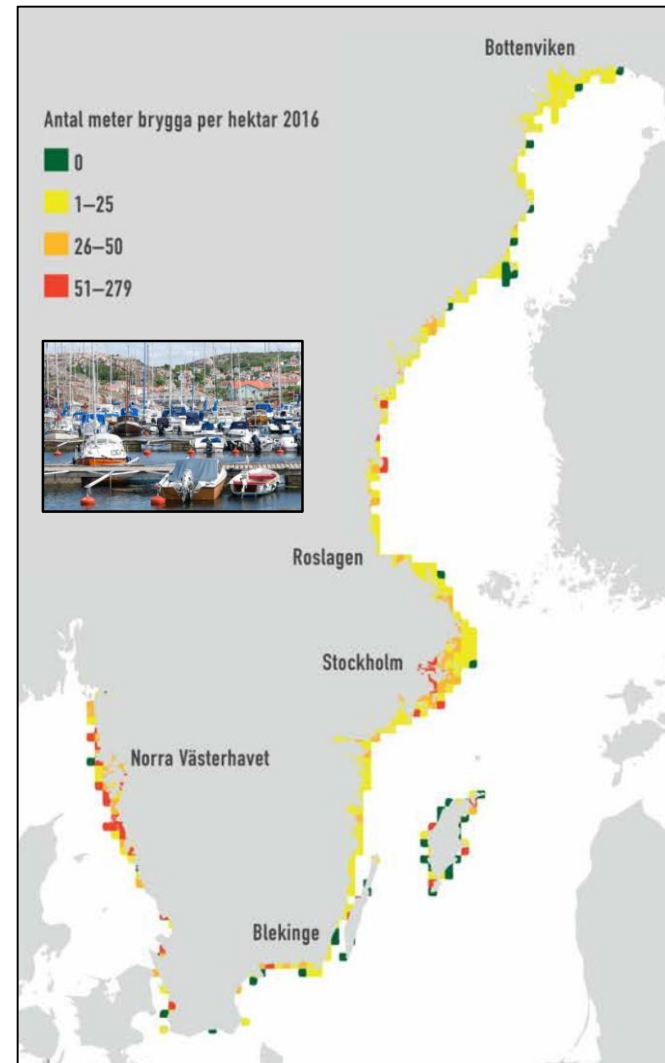 Bottenviken
Antal meter brygga per hektar 2016
0
1–25
26–50
51–279
Roslagen
Stockholm
Norra Västerhavet
Blekinge